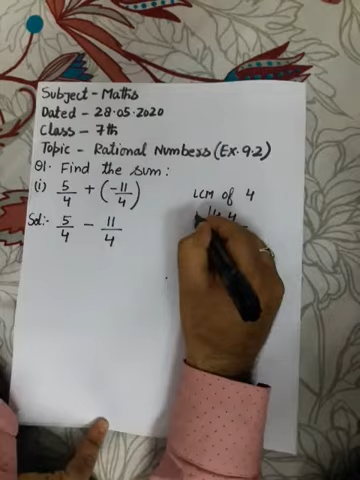 Subject - Maths
Dated - 28.05.2020
Class - 7th
Topic - Rational Numbers (Ex. 9.2)
Q1. Find the sum:
(i) 5/4 + (-11/4)
LCM of 4
Sol:- 5/4 - 11/4